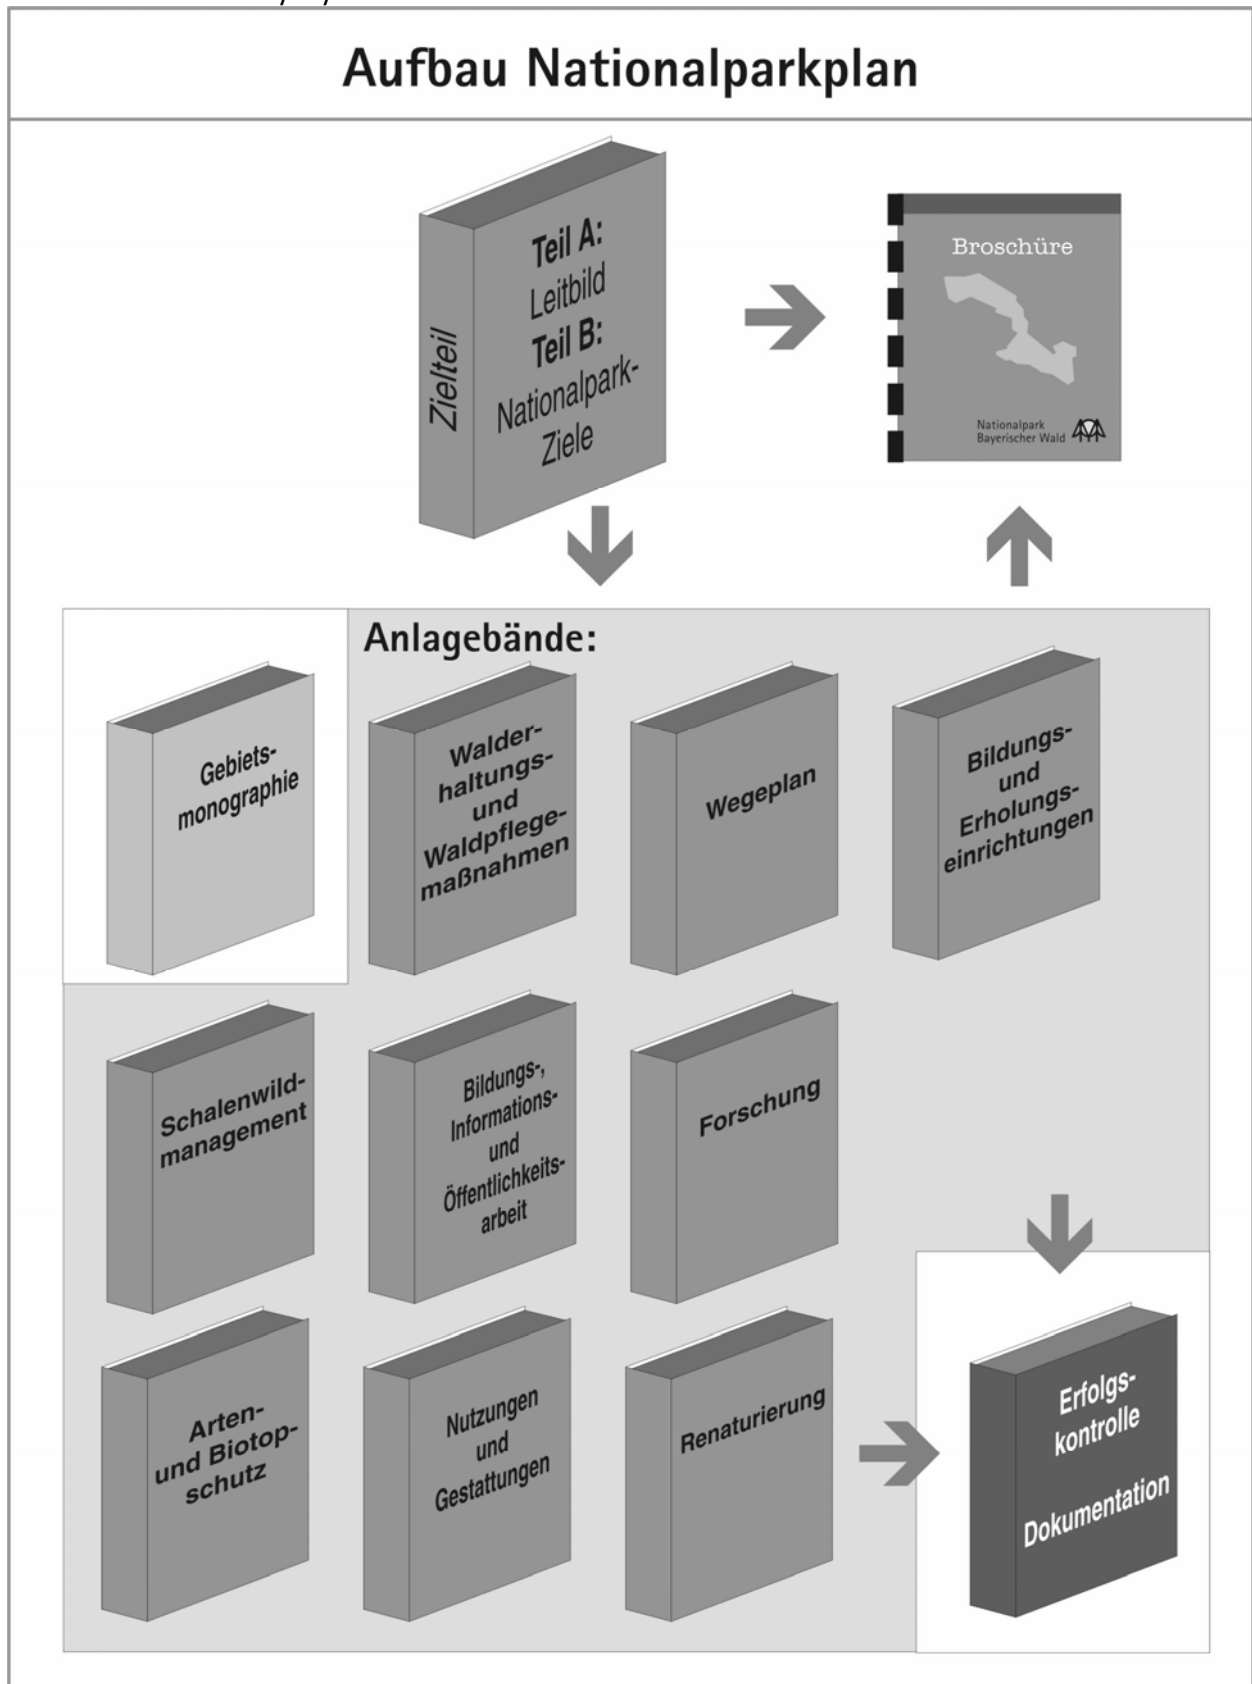 Aufbau Nationalparkplan
Zielteil
Teil A:
Leitbild
Teil B:
Nationalpark-
Ziele
Broschüre
Nationalpark
Bayerischer Wald
Anlagebände:
Gebiets-
monographie
Walder-
haltungs-
und
Waldpflege-
maßnahmen
Wegeplan
Bildungs-
und
Erholungs-
einrichtungen
Schalenwild-
management
Bildungs-,
Informations-
und
Öffentlichkeits-
arbeit
Forschung
Arten-
und Biotop-
schutz
Nutzungen
und
Gestattungen
Renaturierung
Erfolgs-
kontrolle
Dokumentation